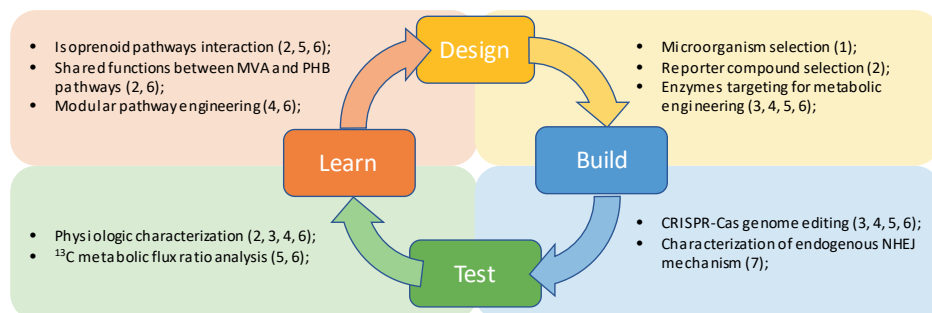 • Isoprenoid pathways interaction (2, 5, 6);
• Shared functions between MVA and PHB
pathways (2, 6);
• Modular pathway engineering (4, 6);
Design
• Microorganism selection (1);
• Reporter compound selection (2);
• Enzymes targeting for metabolic
engineering (3, 4, 5, 6);
Learn
Build
• Physiologic characterization (2, 3, 4, 6);
• ¹³C metabolic flux ratio analysis (5, 6);
Test
• CRISPR-Cas genome editing (3, 4, 5, 6);
• Characterization of endogenous NHEJ
mechanism (7);